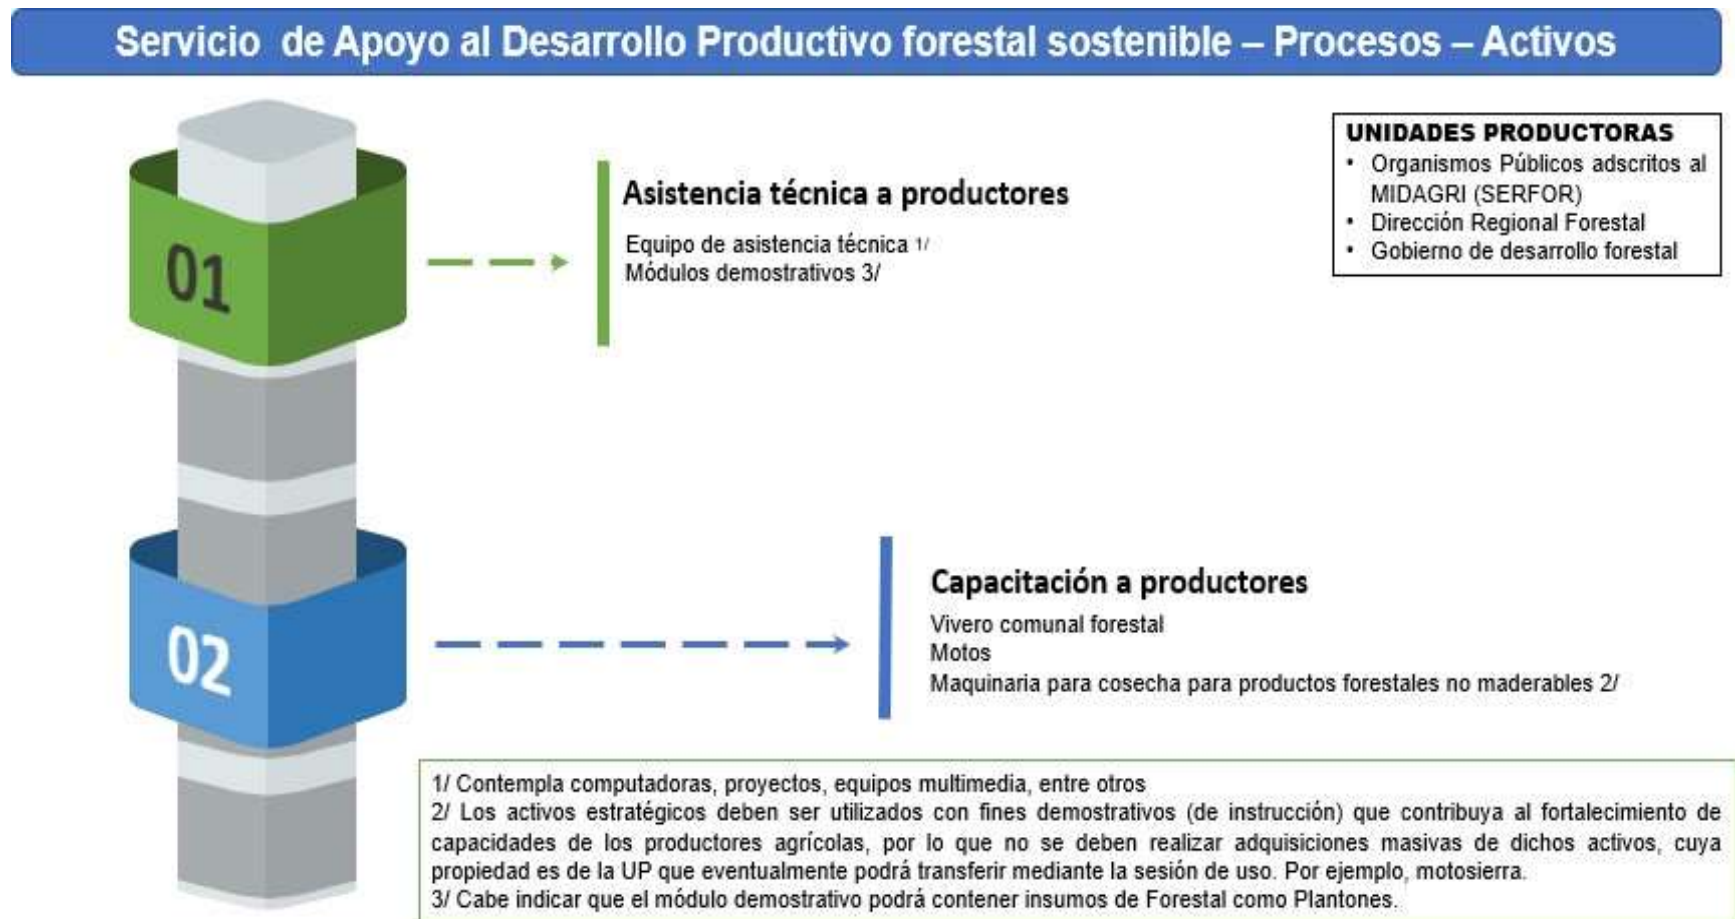 Servicio de Apoyo al Desarrollo Productivo forestal sostenible – Procesos – Activos
UNIDADES PRODUCTORAS
• Organismos Públicos adscritos al
MIDAGRI (SERFOR)
• Dirección Regional Forestal
• Gobierno de desarrollo forestal
01
Asistencia técnica a productores
Equipo de asistencia técnica 1/
Módulos demostrativos 3/
02
Capacitación a productores
Vivero comunal forestal
Motos
Maquinaria para cosecha para productos forestales no maderables 2/
1/ Contempla computadoras, proyectos, equipos multimedia, entre otros
2/ Los activos estratégicos deben ser utilizados con fines demostrativos (de instrucción) que contribuya al fortalecimiento de
capacidades de los productores agrícolas, por lo que no se deben realizar adquisiciones masivas de dichos activos, cuya
propiedad es de la UP que eventualmente podrá transferir mediante la sesión de uso. Por ejemplo, motosierra.
3/ Cabe indicar que el módulo demostrativo podrá contener insumos de Forestal como Plantones.